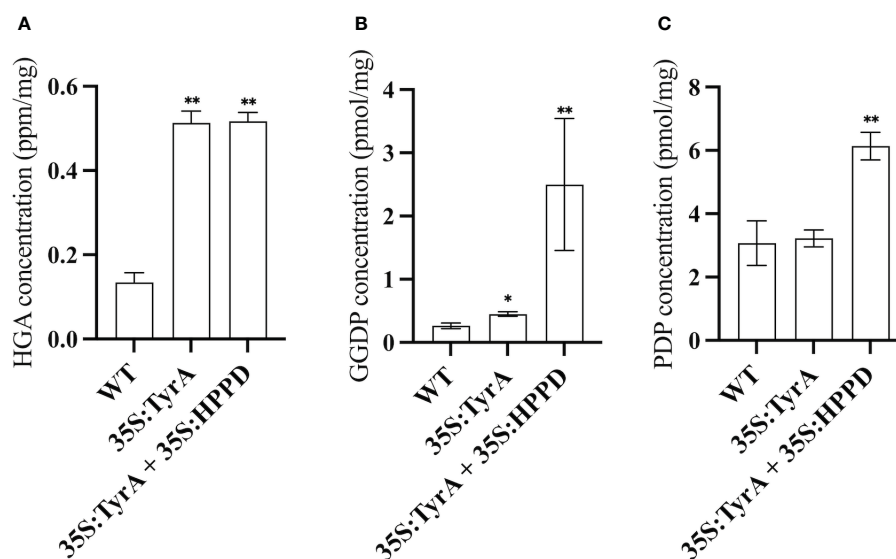 A
HGA concentration (ppm/mg)
0.6
0.4
0.2
0.0
**
**
WT
35S:TyrA
35S:TyrA + 35S:HPPD
B
GGDP concentration (pmol/mg)
4
3
2
1
0
*
**
WT
35S:TyrA
35S:TyrA + 35S:HPPD
C
PDP concentration (pmol/mg)
8
6
4
2
0
**
WT
35S:TyrA
35S:TyrA + 35S:HPPD